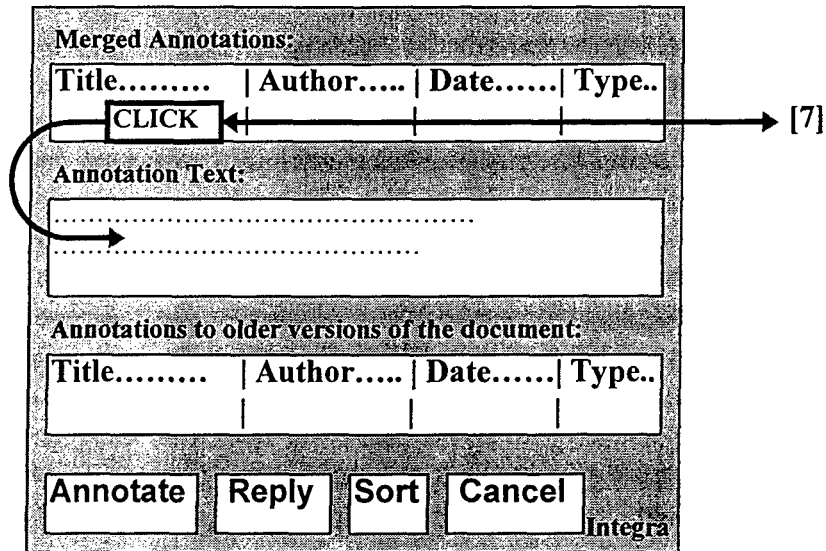 Merged Annotations:
Title......... | Author..... | Date......| Type..
CLICK | | |
[7]
Annotation Text:
................................................
..........................................
Annotations to older versions of the document:
Title......... | Author..... | Date......| Type..
| | |
Annotate Reply Sort Cancel
Integra